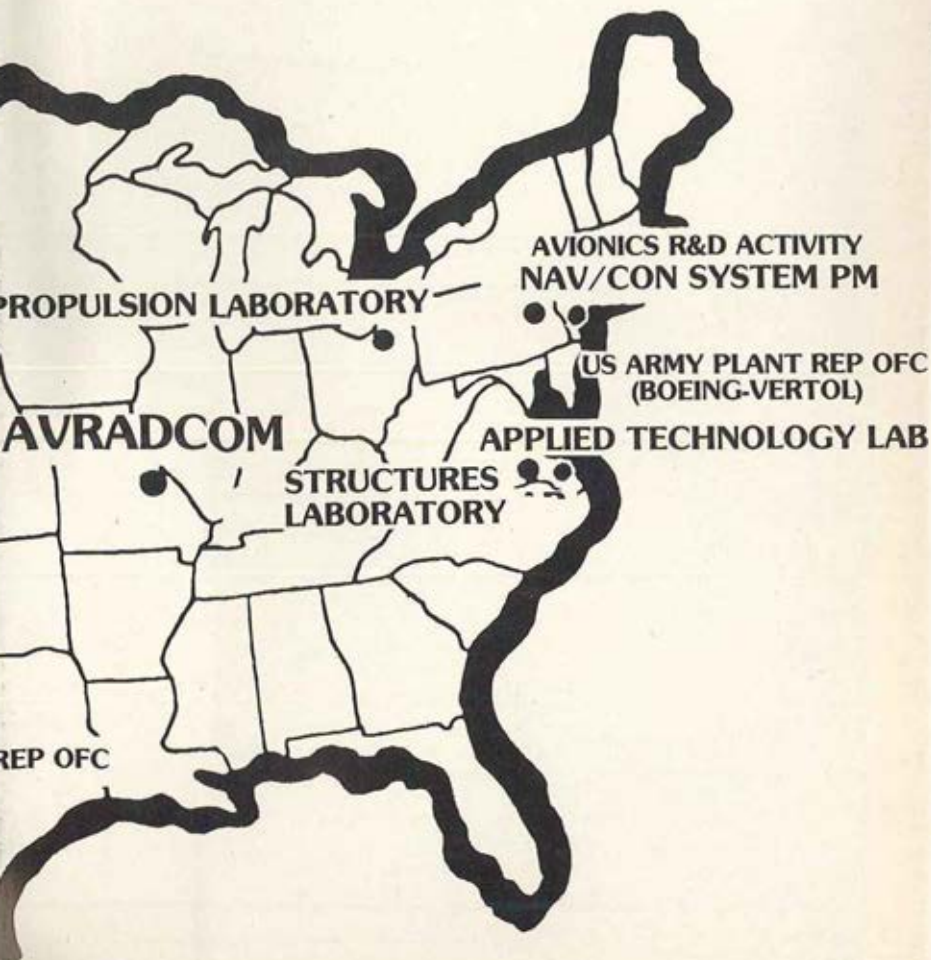 AVIONICS R&D ACTIVITY
NAV/CON SYSTEM PM
PROPULSION LABORATORY
US ARMY PLANT REP OFC
(BOEING-VERTOL)
AVRADCOM
APPLIED TECHNOLOGY LAB
STRUCTURES
LABORATORY
REP OFC